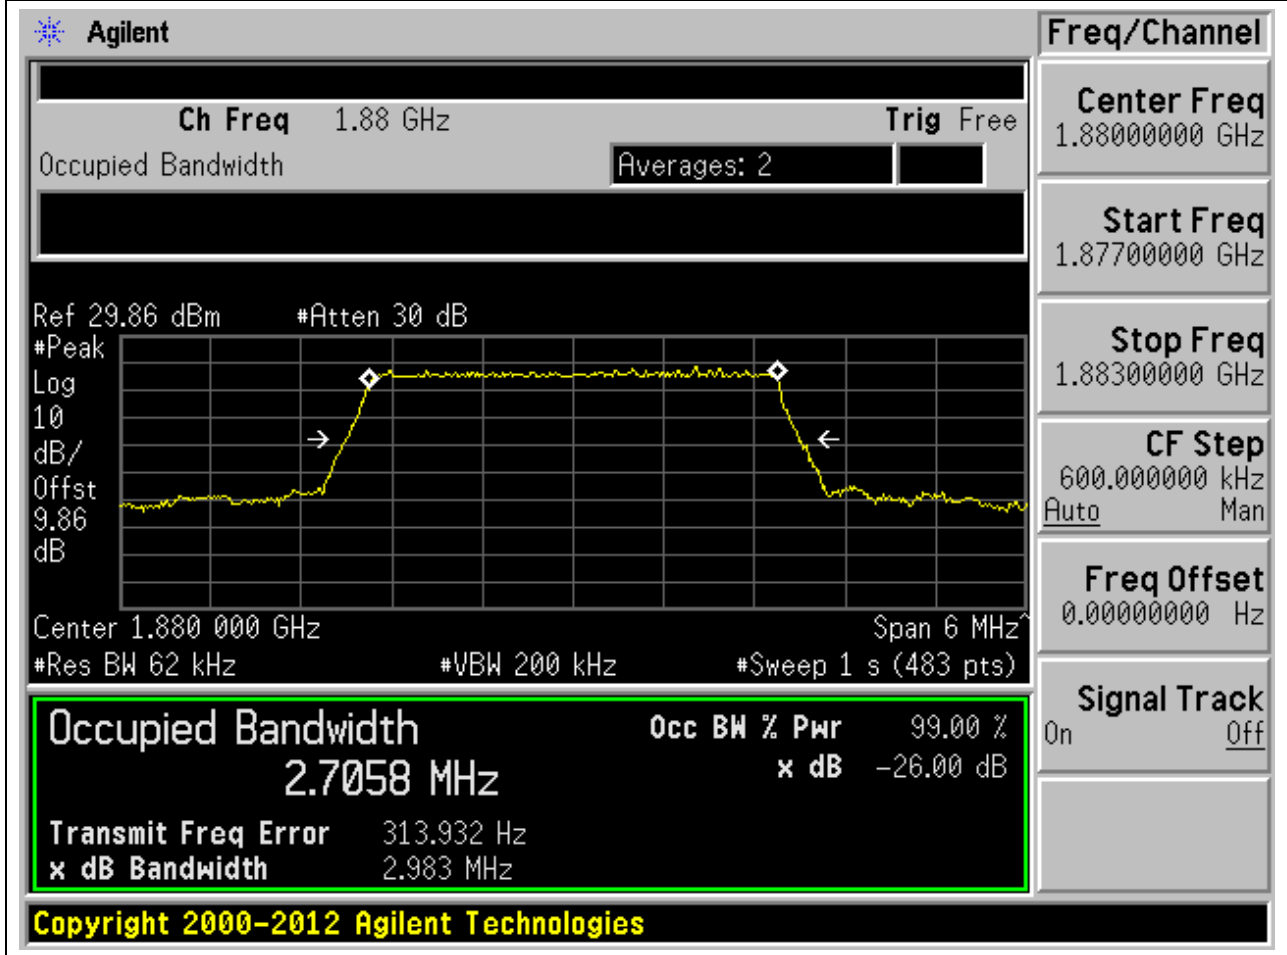 Agilent
Freq/Channel
Ch Freq 1.88 GHz Trig Free
Occupied Bandwidth Averages: 2
Center Freq
1.88000000 GHz
Start Freq
1.87700000 GHz
Stop Freq
1.88300000 GHz
CF Step
600.000000 kHz
Auto Man
Freq Offset
0.00000000 Hz
Signal Track
On Off
Ref 29.86 dBm #Atten 30 dB
#Peak
Log
10
dB/
Offst
9.86
dB
Center 1.880 000 GHz Span 6 MHz^
#Res BW 62 kHz #VBW 200 kHz #Sweep 1 s (483 pts)
Occupied Bandwidth Occ BW % Pwr 99.00 %
2.7058 MHz x dB -26.00 dB
Transmit Freq Error 313.932 Hz
x dB Bandwidth 2.983 MHz
Copyright 2000-2012 Agilent Technologies